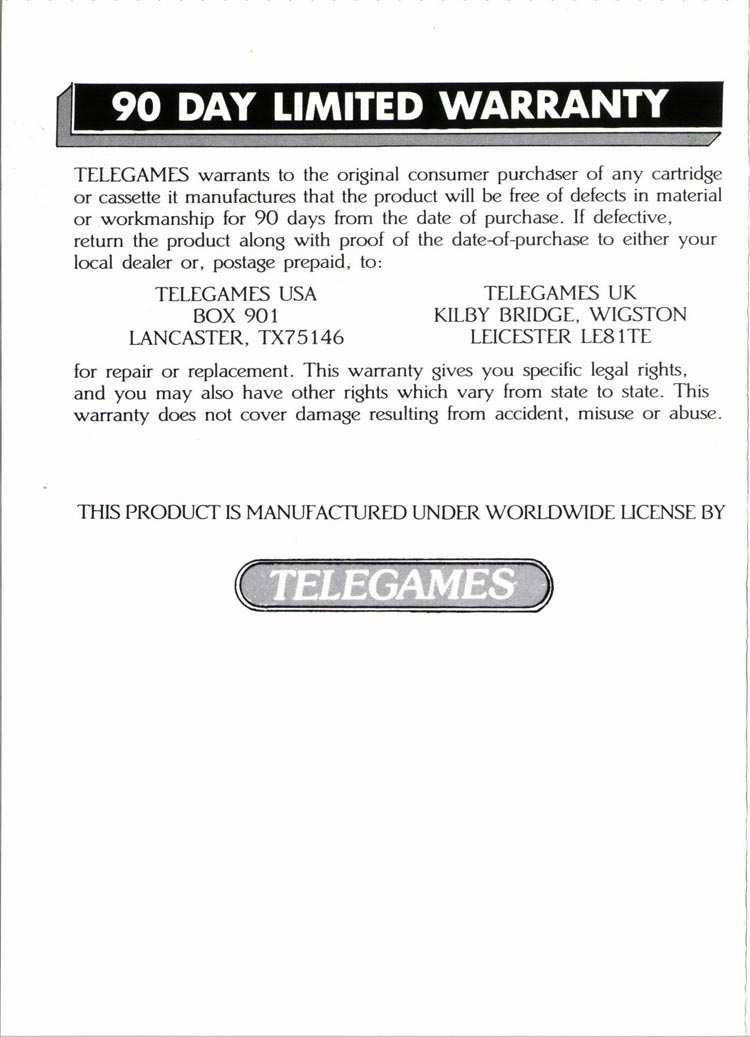 90 DAY LIMITED WARRANTY
TELEGAMES warrants to the original consumer purchaser of any cartridge
or cassette it manufactures that the product will be free of defects in material
or workmanship for 90 days from the date of purchase. If defective,
return the product along with proof of the date-of-purchase to either your
local dealer or, postage prepaid, to:
TELEGAMES USA
BOX 901
LANCASTER, TX75146
TELEGAMES UK
KILBY BRIDGE, WIGSTON
LEICESTER LE81TE
for repair or replacement. This warranty gives you specific legal rights,
and you may also have other rights which vary from state to state. This
warranty does not cover damage resulting from accident, misuse or abuse.
THIS PRODUCT IS MANUFACTURED UNDER WORLDWIDE LICENSE BY
TELEGAMES